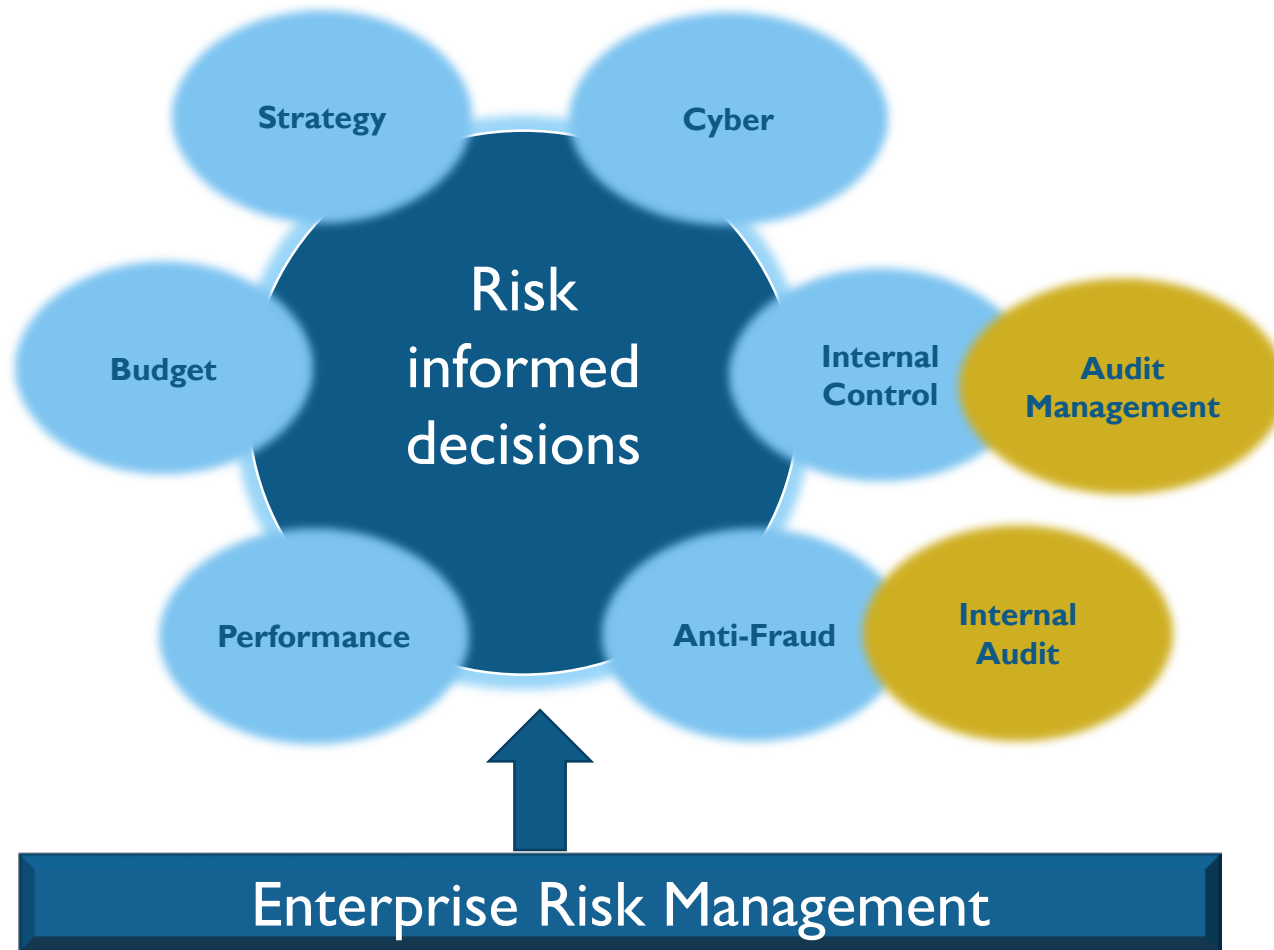 Strategy
Cyber
Risk
informed
decisions
Budget
Internal
Control
Audit
Management
Performance
Anti-Fraud
Internal
Audit
Enterprise Risk Management